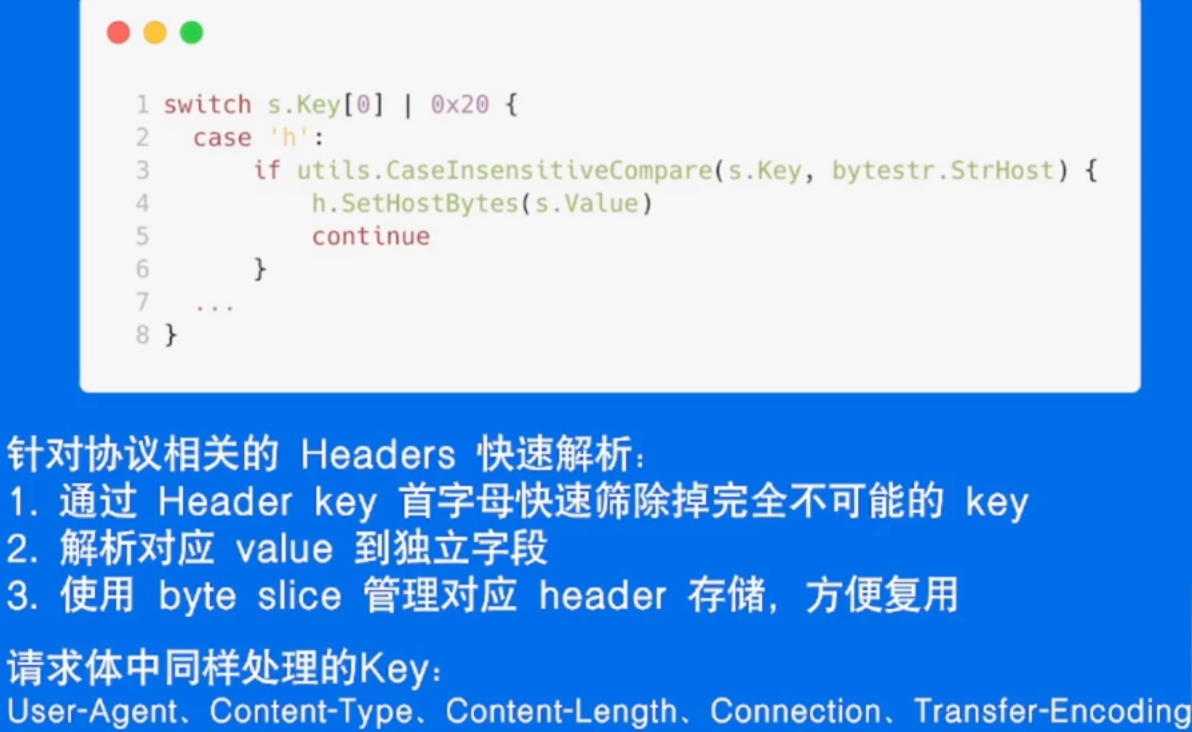 1 switch s.Key[0] | 0x20 {
2 case 'h':
3 if utils.CaseInsensitiveCompare(s.Key, bytestr.StrHost) {
4 h.SetHostBytes(s.Value)
5 continue
6 }
7 ...
8 }
针对协议相关的 Headers 快速解析：
1. 通过 Header key 首字母快速筛除掉完全不可能的 key
2. 解析对应 value 到独立字段
3. 使用 byte slice 管理对应 header 存储，方便复用
请求体中同样处理的Key：
User-Agent、Content-Type、Content-Length、Connection、Transfer-Encoding